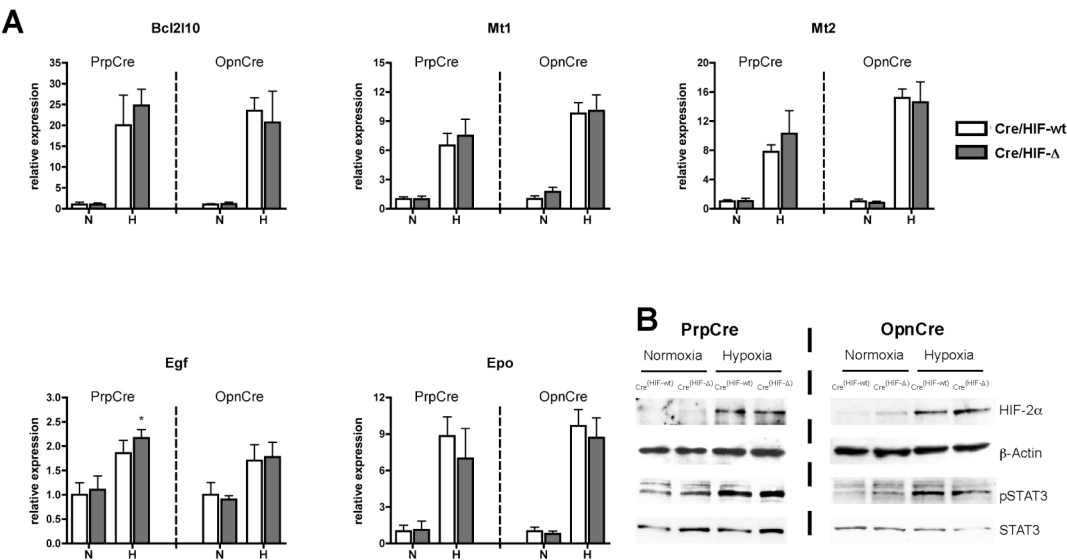 A
Bcl2l10
PrpCre OpnCre
relative expression
35
30
25
20
15
10
5
0
N H N H
Mt1
PrpCre OpnCre
relative expression
15
12
9
6
3
0
N H N H
Mt2
PrpCre OpnCre
relative expression
20
16
12
8
4
0
N H N H
Cre/HIF-wt
Cre/HIF-Δ
Egf
PrpCre OpnCre
relative expression
3.0
2.5
2.0
1.5
1.0
0.5
0.0
*
N H N H
Epo
PrpCre OpnCre
relative expression
12
9
6
3
0
N H N H
B
PrpCre OpnCre
Normoxia Hypoxia Normoxia Hypoxia
Cre(HIF-wt) Cre(HIF-Δ) Cre(HIF-wt) Cre(HIF-Δ) Cre(HIF-wt) Cre(HIF-Δ) Cre(HIF-wt) Cre(HIF-Δ)
HIF-2α
β-Actin
pSTAT3
STAT3